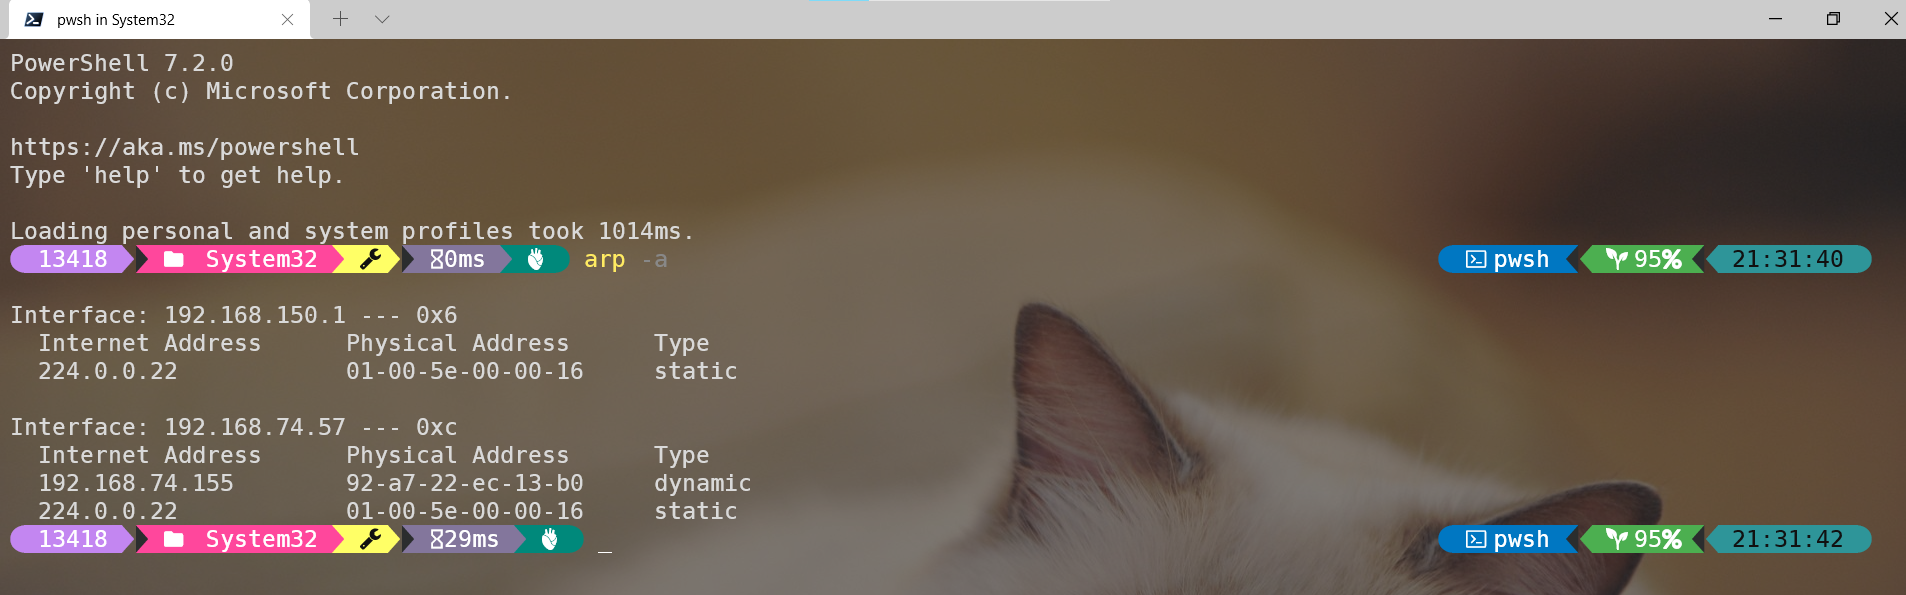 pwsh in System32
PowerShell 7.2.0
Copyright (c) Microsoft Corporation.
https://aka.ms/powershell
Type 'help' to get help.
Loading personal and system profiles took 1014ms.
13418 System32 0ms arp -a pwsh 95% 21:31:40
Interface: 192.168.150.1 --- 0x6
Internet Address Physical Address Type
224.0.0.22 01-00-5e-00-00-16 static
Interface: 192.168.74.57 --- 0xc
Internet Address Physical Address Type
192.168.74.155 92-a7-22-ec-13-b0 dynamic
224.0.0.22 01-00-5e-00-00-16 static
13418 System32 29ms _ pwsh 95% 21:31:42